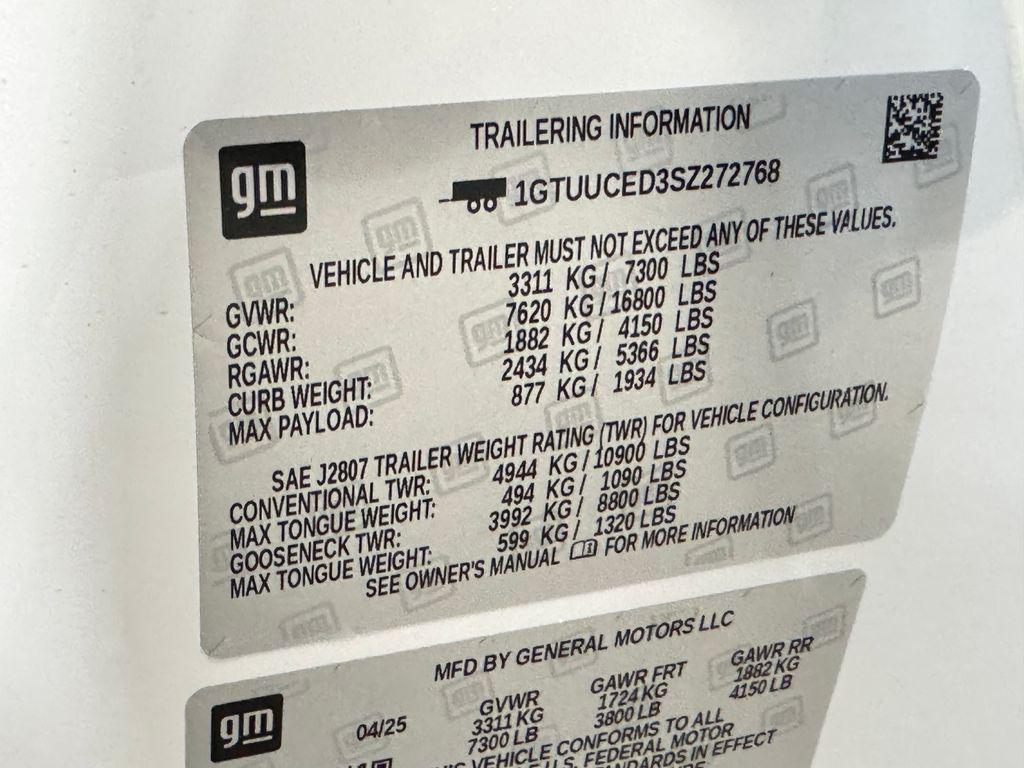 gm
TRAILERING INFORMATION
1GTUUCED3SZ272768
VEHICLE AND TRAILER MUST NOT EXCEED ANY OF THESE VALUES.
GVWR: 3311 KG/ 7300 LBS
GCWR: 7620 KG/16800 LBS
RGAWR: 1882 KG/ 4150 LBS
CURB WEIGHT: 2434 KG/ 5366 LBS
MAX PAYLOAD: 877 KG/ 1934 LBS
SAE J2807 TRAILER WEIGHT RATING (TWR) FOR VEHICLE CONFIGURATION.
CONVENTIONAL TWR: 4944 KG/10900 LBS
MAX TONGUE WEIGHT: 494 KG/ 1090 LBS
GOOSENECK TWR: 3992 KG/ 8800 LBS
MAX TONGUE WEIGHT: 599 KG/ 1320 LBS
SEE OWNER'S MANUAL FOR MORE INFORMATION
gm
MFD BY GENERAL MOTORS LLC
04/25 GVWR GAWR FRT GAWR RR
3311 KG 1724 KG 1882 KG
7300 LB 3800 LB 4150 LB
VEHICLE CONFORMS TO ALL
U.S. FEDERAL MOTOR
IN EFFECT